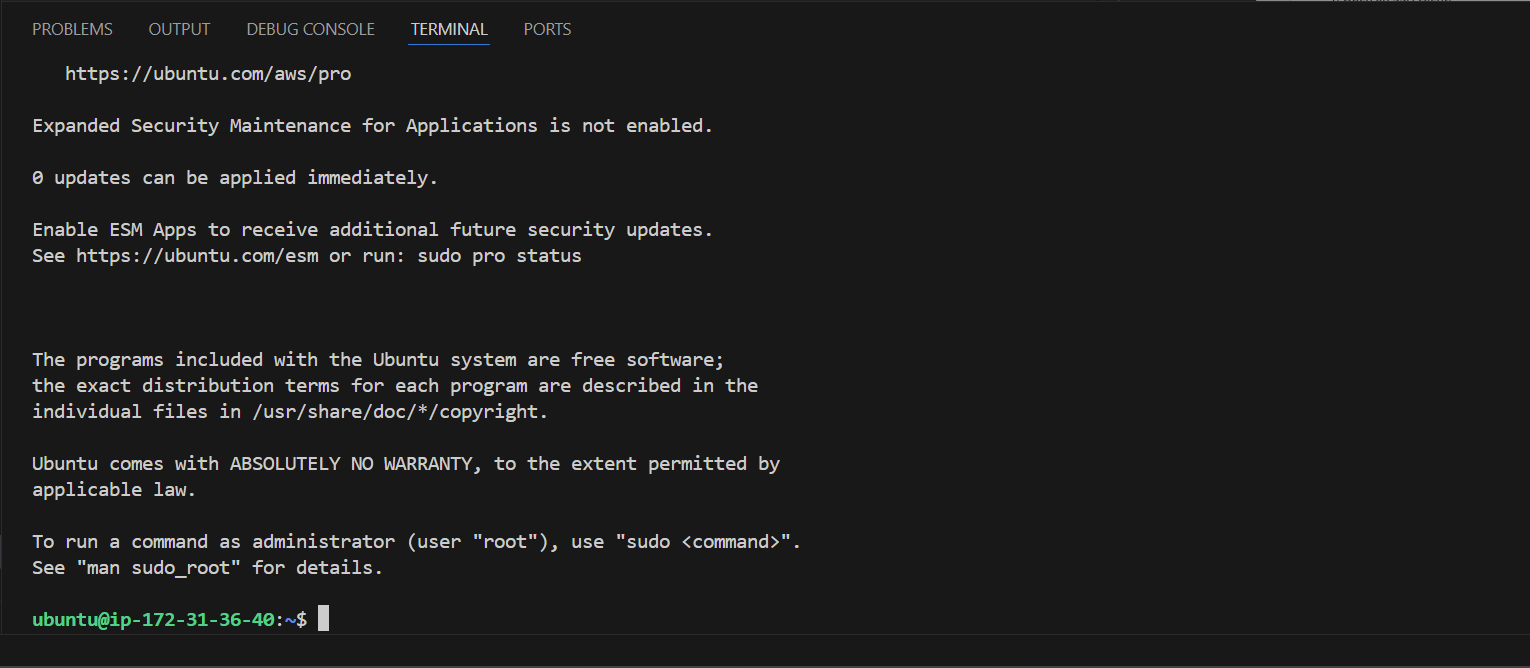 PROBLEMS OUTPUT DEBUG CONSOLE TERMINAL PORTS
https://ubuntu.com/aws/pro
Expanded Security Maintenance for Applications is not enabled.
0 updates can be applied immediately.
Enable ESM Apps to receive additional future security updates.
See https://ubuntu.com/esm or run: sudo pro status
The programs included with the Ubuntu system are free software;
the exact distribution terms for each program are described in the
individual files in /usr/share/doc/*/copyright.
Ubuntu comes with ABSOLUTELY NO WARRANTY, to the extent permitted by
applicable law.
To run a command as administrator (user "root"), use "sudo <command>".
See "man sudo_root" for details.
ubuntu@ip-172-31-36-40:~$